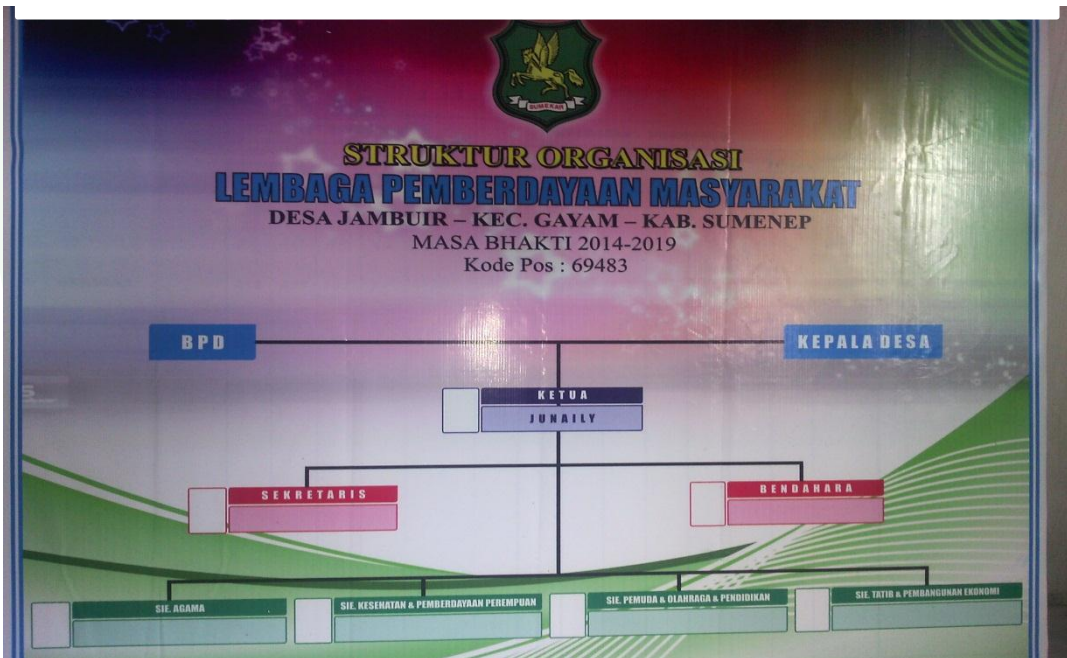 SUMEKAR
STRUKTUR ORGANISASI
LEMBAGA PEMBERDAYAAN MASYARAKAT
DESA JAMBUIR – KEC. GAYAM – KAB. SUMENEP
MASA BHAKTI 2014-2019
Kode Pos : 69483
BPD
KEPALA DESA
KETUA
JUNAILY
SEKRETARIS
BENDAHARA
SIE. AGAMA
SIE. KESEHATAN & PEMBERDAYAAN PEREMPUAN
SIE. PEMUDA & OLAHRAGA & PENDIDIKAN
SIE. TATIR & PEMBANGUNAN EKONOMI